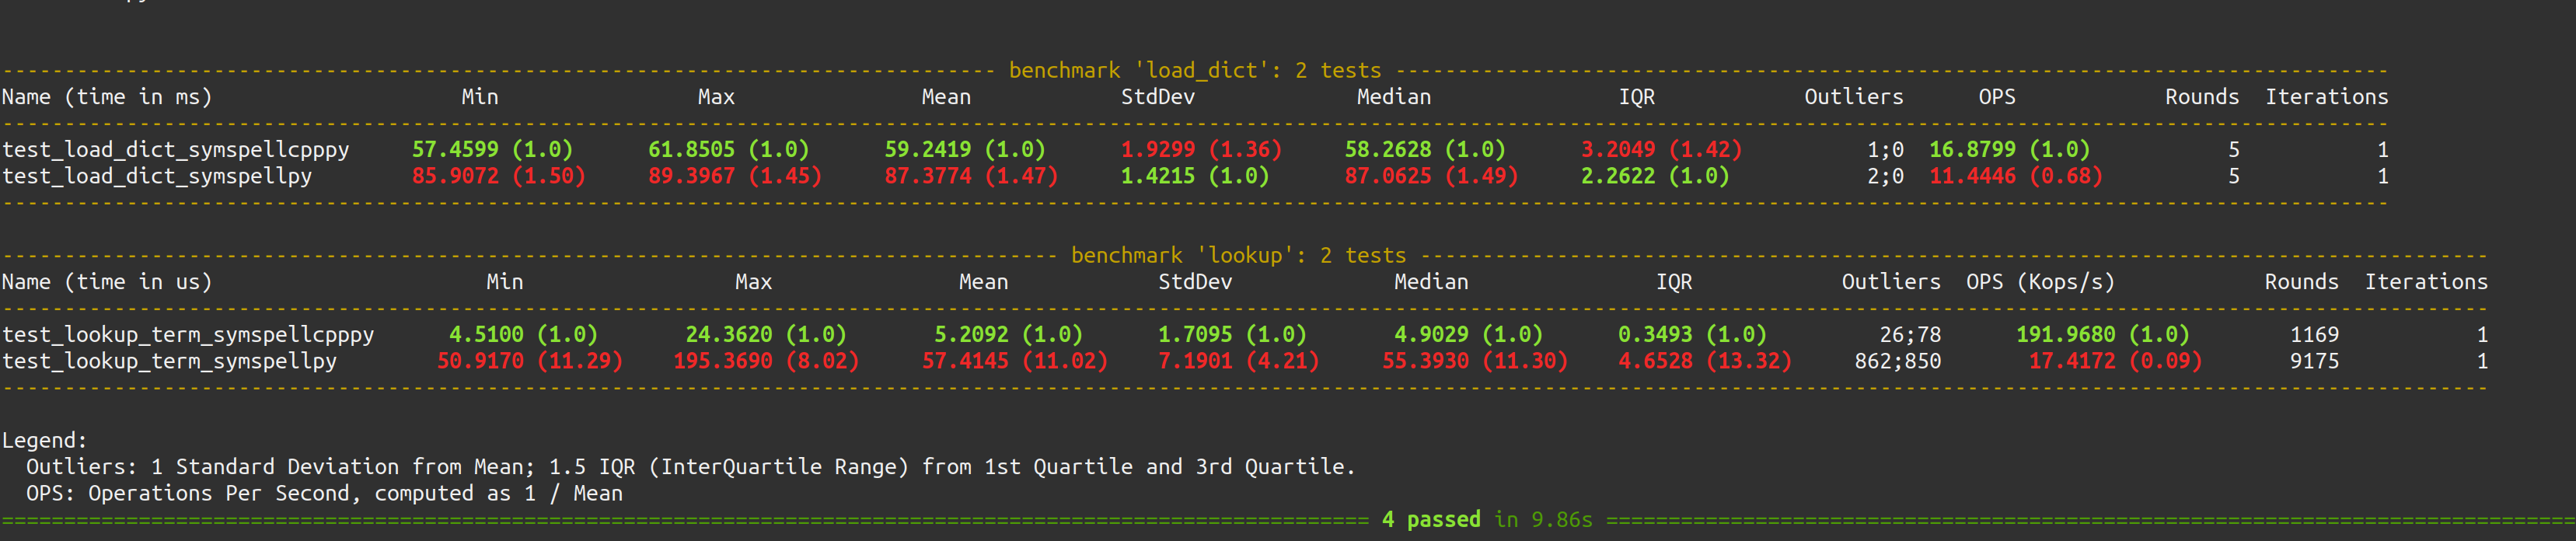 ----------------------------------------------------------------- benchmark 'load_dict': 2 tests -----------------------------------------------------------------
Name (time in ms) Min Max Mean StdDev Median IQR Outliers OPS Rounds Iterations
test_load_dict_symspellcpppy 57.4599 (1.0) 61.8505 (1.0) 59.2419 (1.0) 1.9299 (1.36) 58.2628 (1.0) 3.2049 (1.42) 1;0 16.8799 (1.0) 5 1
test_load_dict_symspellpy 85.9072 (1.50) 89.3967 (1.45) 87.3774 (1.47) 1.4215 (1.0) 87.0625 (1.49) 2.2622 (1.0) 2;0 11.4446 (0.68) 5 1
----------------------------------------------------------------- benchmark 'lookup': 2 tests -----------------------------------------------------------------
Name (time in us) Min Max Mean StdDev Median IQR Outliers OPS (Kops/s) Rounds Iterations
test_lookup_term_symspellcpppy 4.5100 (1.0) 24.3620 (1.0) 5.2092 (1.0) 1.7095 (1.0) 4.9029 (1.0) 0.3493 (1.0) 26;78 191.9680 (1.0) 1169 1
test_lookup_term_symspellpy 50.9170 (11.29) 195.3690 (8.02) 57.4145 (11.02) 7.1901 (4.21) 55.3930 (11.30) 4.6528 (13.32) 862;850 17.4172 (0.09) 9175 1
Legend:
Outliers: 1 Standard Deviation from Mean; 1.5 IQR (InterQuartile Range) from 1st Quartile and 3rd Quartile.
OPS: Operations Per Second, computed as 1 / Mean
================================ 4 passed in 9.86s ================================